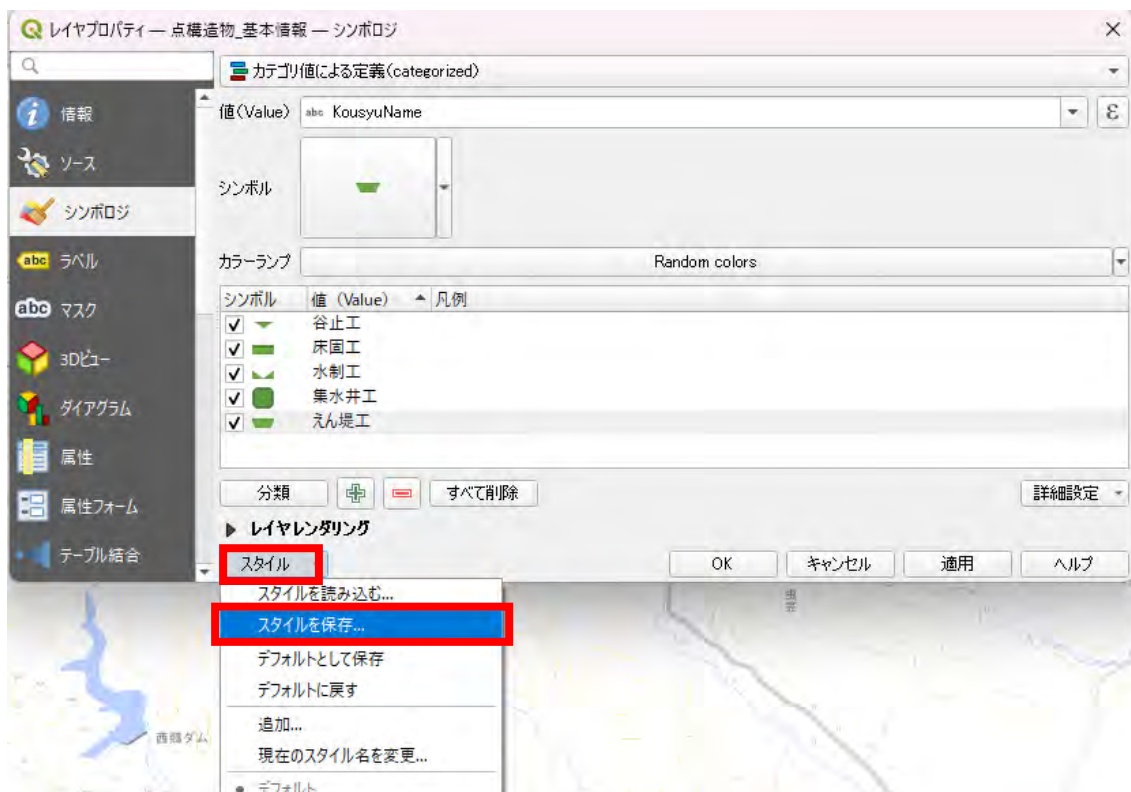 レイヤプロパティ — 点構造物_基本情報 — シンボロジ
カテゴリ値による定義(categorized)
情報
ソース
シンボロジ
abc ラベル
abc マスク
3Dビュー
ダイアグラム
属性
属性フォーム
テーブル結合
値(Value) abc KousyuName ε
シンボル
カラーランプ Random colors
シンボル 値 (Value) 凡例
谷止工
床固工
水制工
集水井工
えん堤工
分類 すべて削除 詳細設定
レイヤレンダリング
スタイル OK キャンセル 適用 ヘルプ
スタイルを読み込む...
スタイルを保存...
デフォルトとして保存
デフォルトに戻す
追加...
現在のスタイル名を変更...
デフォルト
西郷ダム